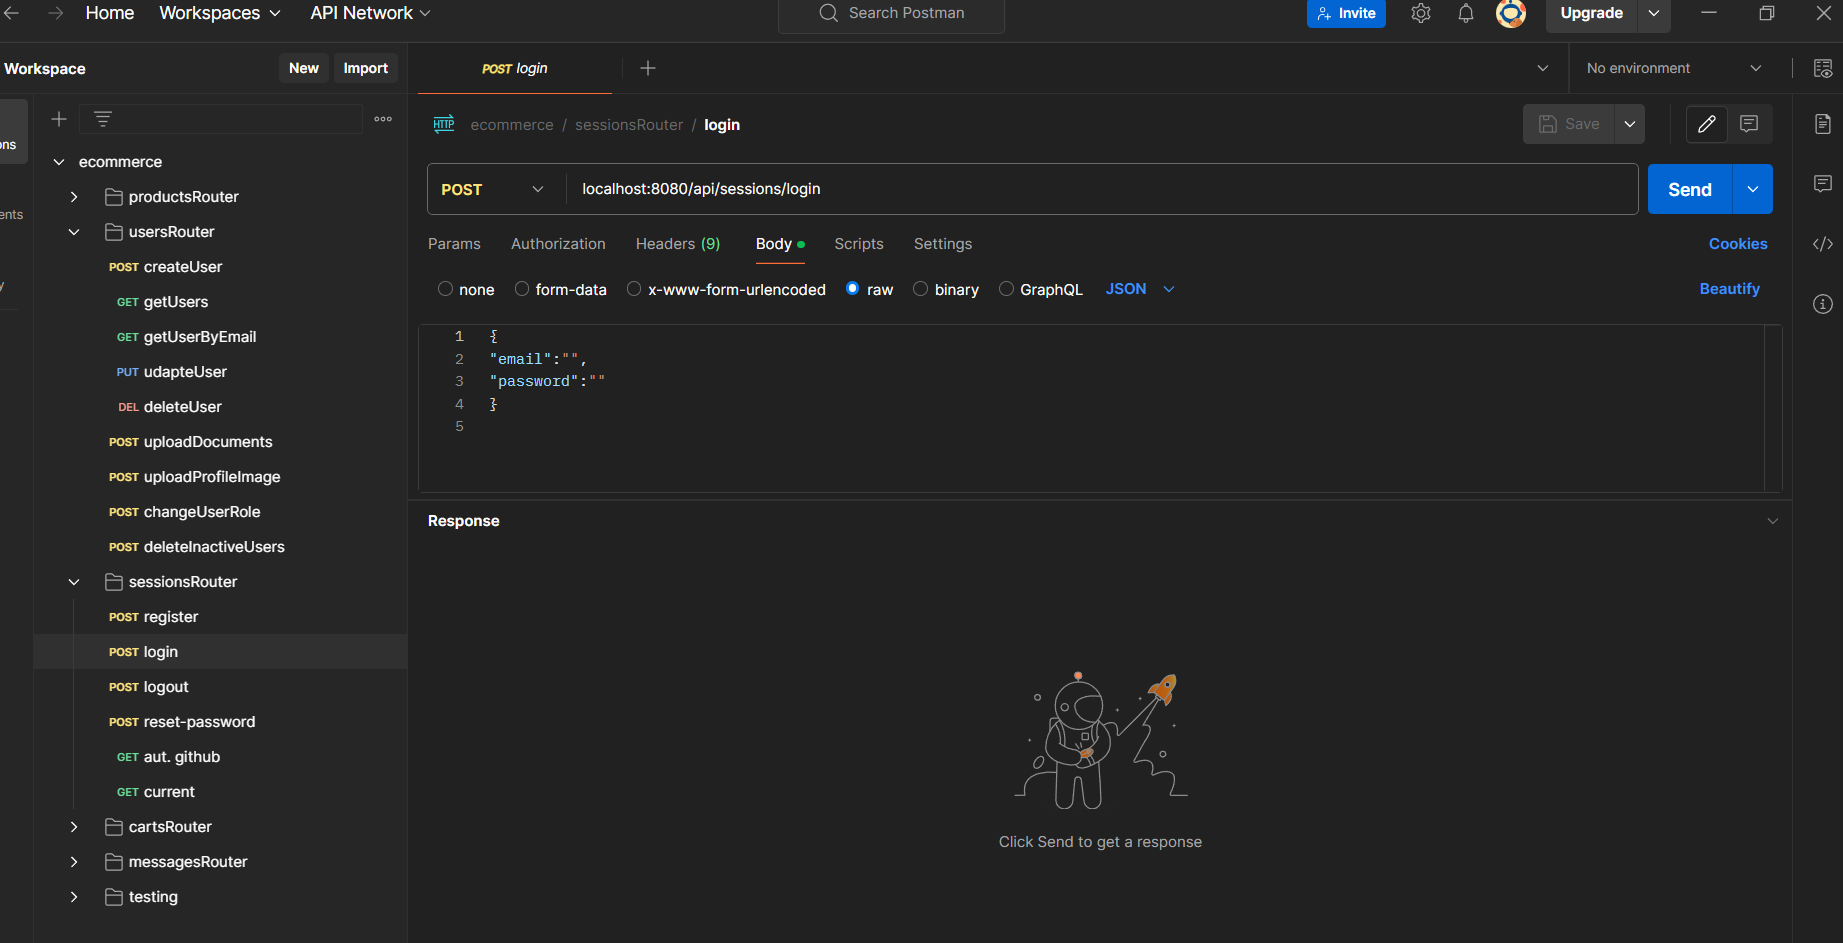 Home Workspaces API Network Search Postman Invite Upgrade
Workspace New Import POST login No environment
ons
ecommerce / sessionsRouter / login Save
ecommerce
productsRouter
ents
usersRouter
POST createUser
GET getUsers
y
GET getUserByEmail
PUT udapteUser
DEL deleteUser
POST uploadDocuments
POST uploadProfileImage
POST changeUserRole
POST deleteInactiveUsers
sessionsRouter
POST register
POST login
POST logout
POST reset-password
GET aut. github
GET current
cartsRouter
messagesRouter
testing
HTTP
POST localhost:8080/api/sessions/login Send
Params Authorization Headers (9) Body Scripts Settings Cookies
none form-data x-www-form-urlencoded raw binary GraphQL JSON Beautify
1 {
2 "email":"",
3 "password":""
4 }
5
Response
Click Send to get a response